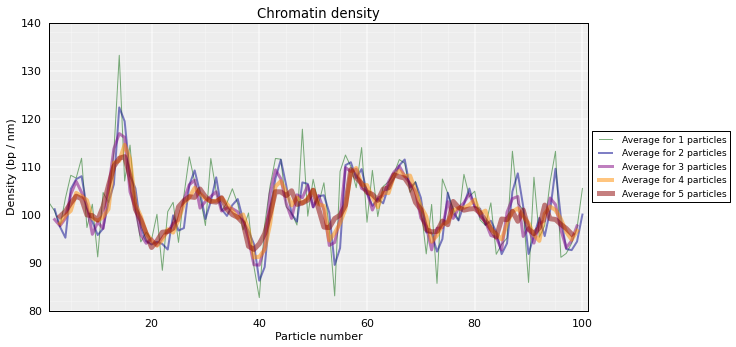 Chromatin density
140
130
120
110
100
90
80
Density (bp / nm)
20
40
60
80
100
Particle number
Average for 1 particles
Average for 2 particles
Average for 3 particles
Average for 4 particles
Average for 5 particles